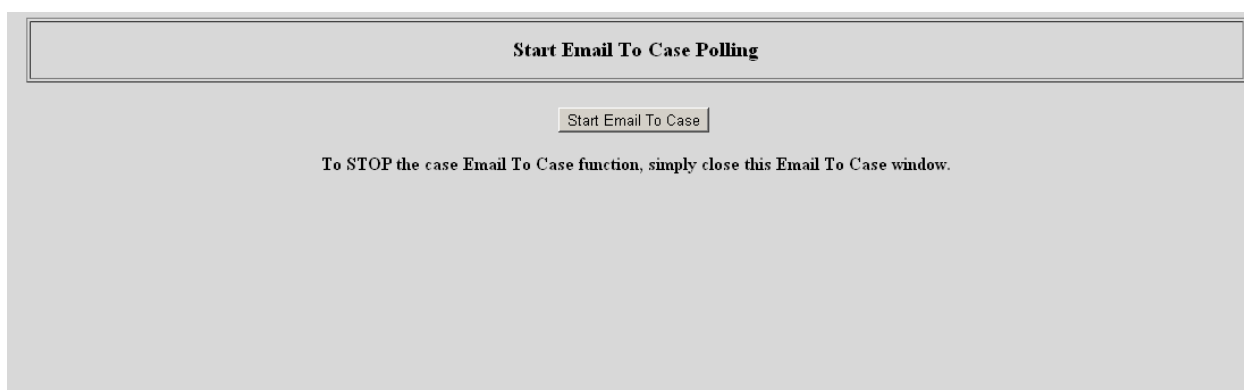 Start Email To Case Polling
Start Email To Case
To STOP the case Email To Case function, simply close this Email To Case window.